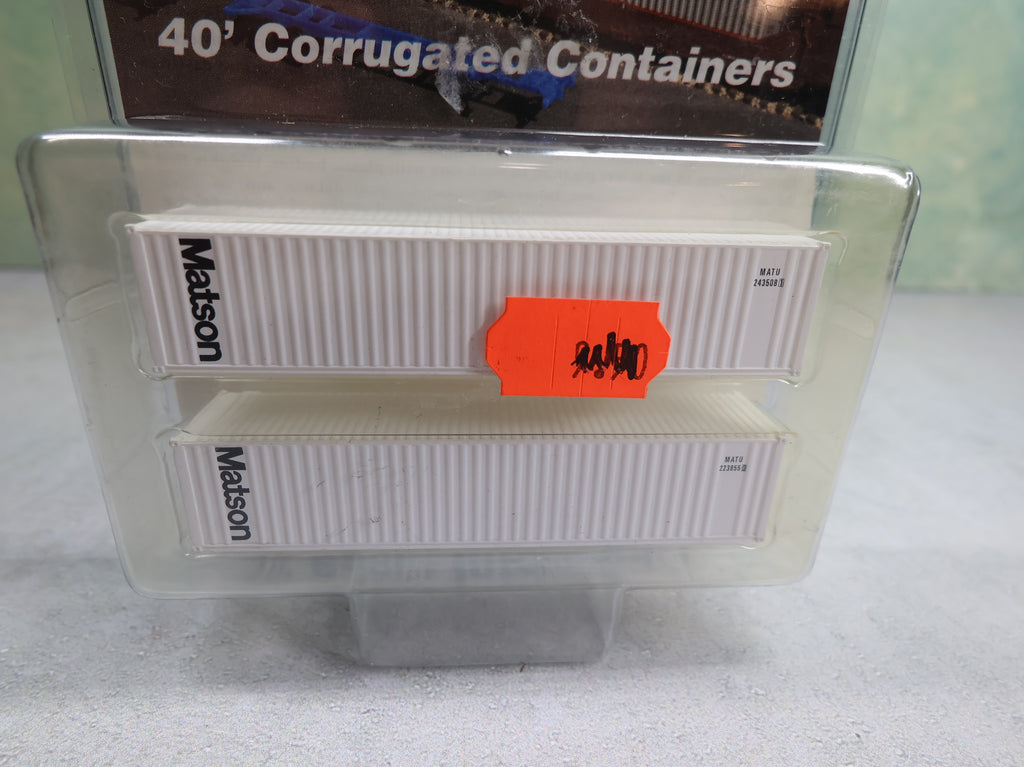 40' Corrugated Containers
Matson
MATU
243508
Matson
MATU
223855